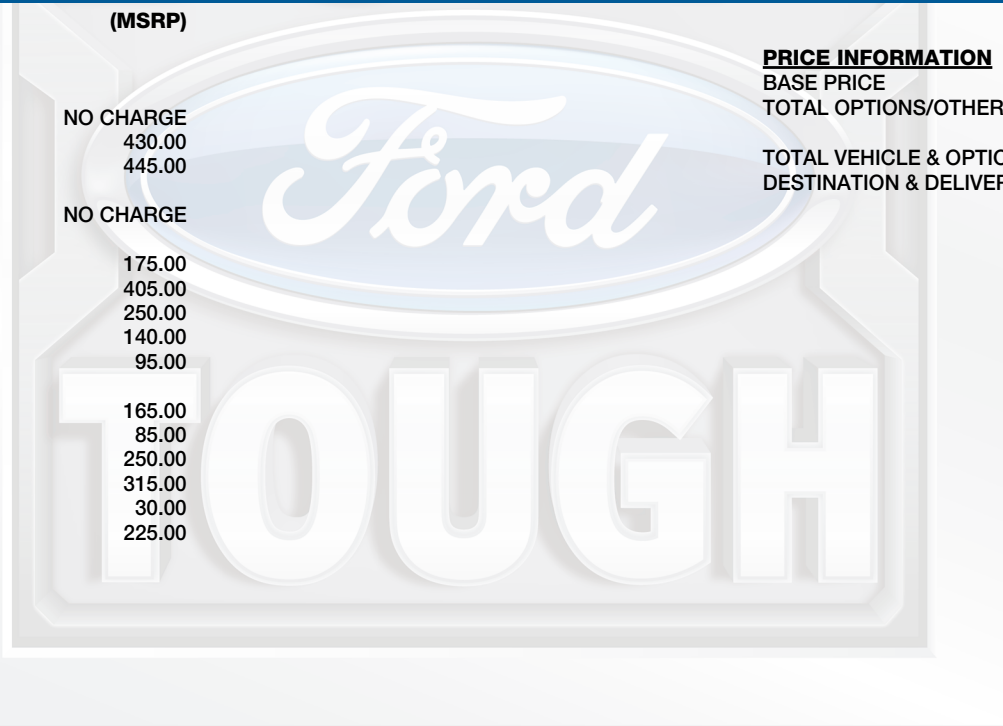 (MSRP)
NO CHARGE
430.00
445.00
NO CHARGE
175.00
405.00
250.00
140.00
95.00
165.00
85.00
250.00
315.00
30.00
225.00
PRICE INFORMATION
BASE PRICE
TOTAL OPTIONS/OTHER
TOTAL VEHICLE & OPTIO
DESTINATION & DELIVER
Ford
TOUGH